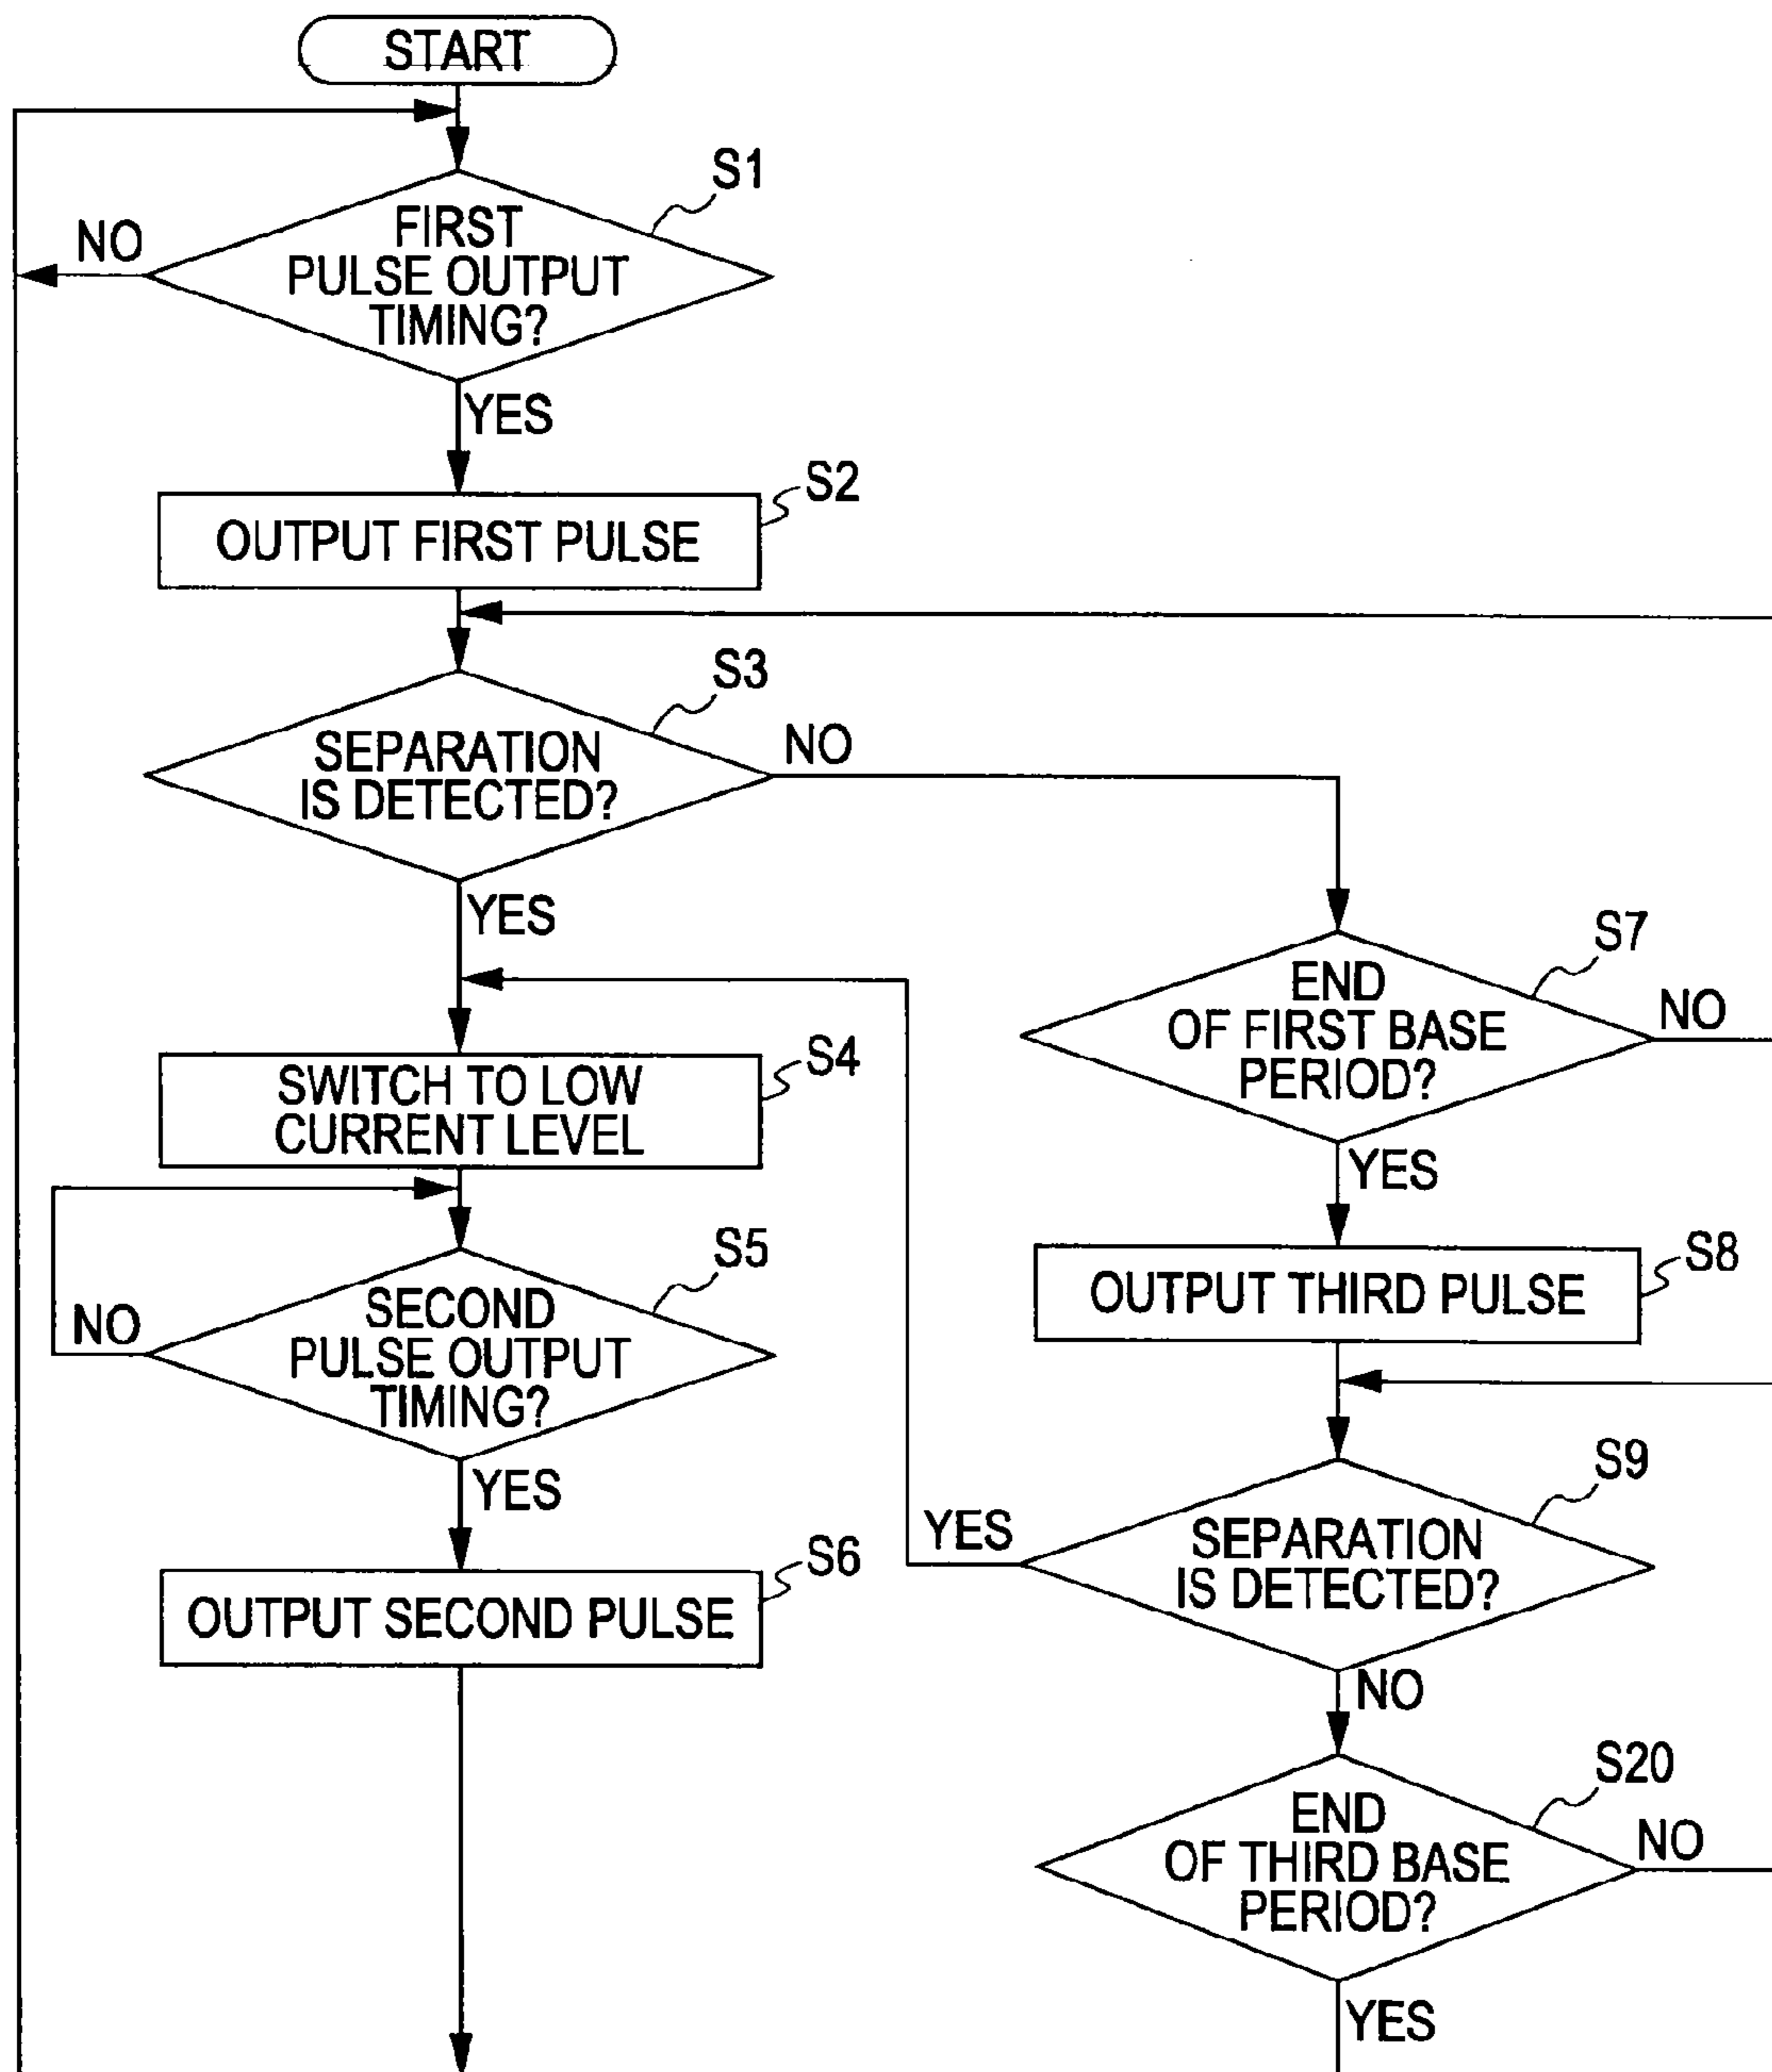 START
S1
NO
FIRST
PULSE OUTPUT
TIMING?
YES
S2
OUTPUT FIRST PULSE
S3
SEPARATION
IS DETECTED?
NO
YES
S7
END
OF FIRST BASE
PERIOD?
NO
YES
S4
SWITCH TO LOW
CURRENT LEVEL
S5
NO
SECOND
PULSE OUTPUT
TIMING?
YES
S8
OUTPUT THIRD PULSE
S9
YES
SEPARATION
IS DETECTED?
NO
S6
OUTPUT SECOND PULSE
S20
END
OF THIRD BASE
PERIOD?
NO
YES